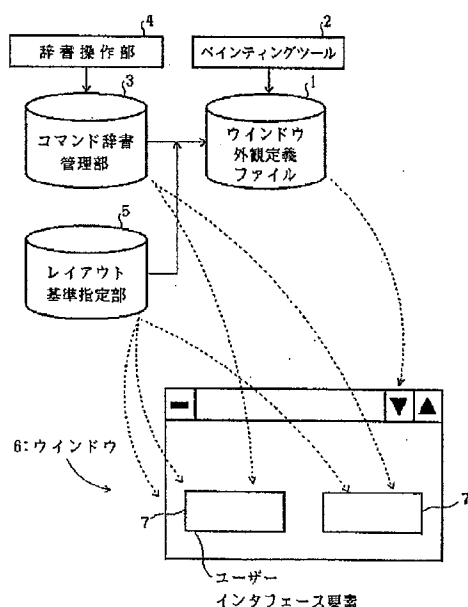 4
辞書操作部
2
ペインティングツール
3
コマンド辞書
管理部
1
ウインドウ
外観定義
ファイル
5
レイアウト
基準指定部
6:ウインドウ
7
7
ユーザー
インタフェース要素